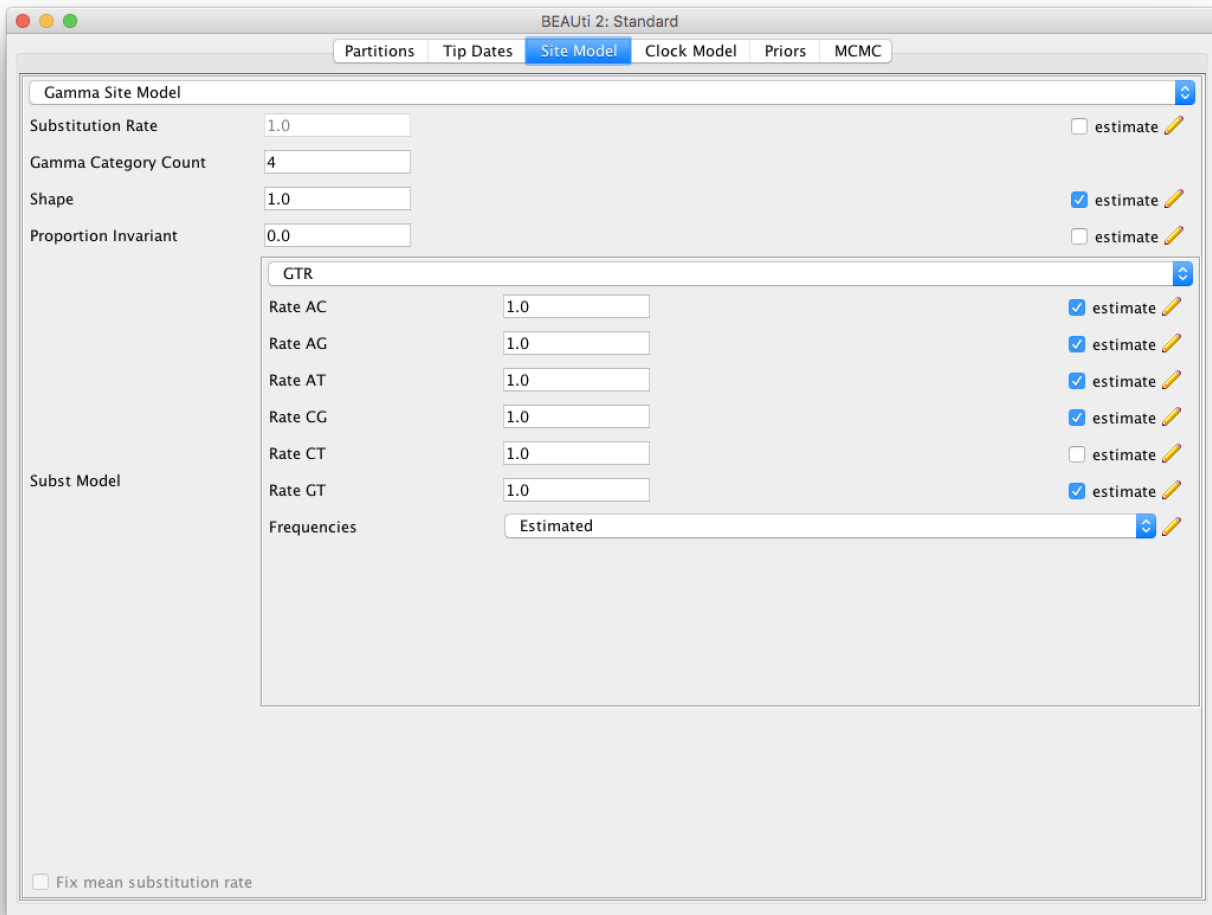 BEAUti 2: Standard
Partitions Tip Dates Site Model Clock Model Priors MCMC
Gamma Site Model
Substitution Rate 1.0 estimate
Gamma Category Count 4
Shape 1.0 estimate
Proportion Invariant 0.0 estimate
GTR
Rate AC 1.0 estimate
Rate AG 1.0 estimate
Rate AT 1.0 estimate
Rate CG 1.0 estimate
Rate CT 1.0 estimate
Subst Model
Rate GT 1.0 estimate
Frequencies Estimated
Fix mean substitution rate